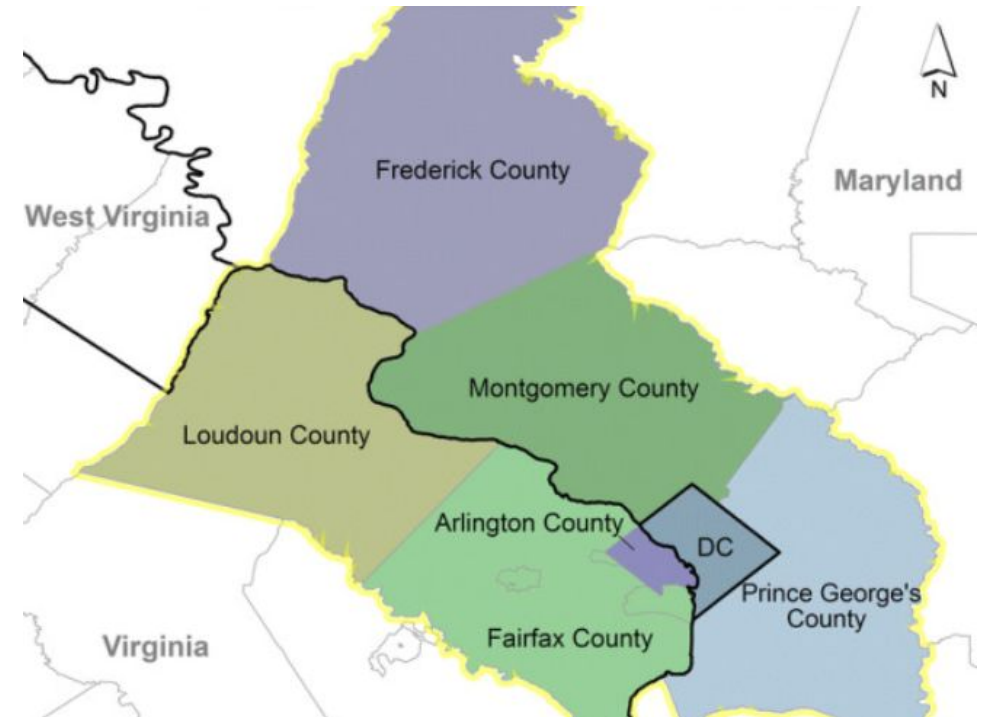 N
Frederick County
Maryland
West Virginia
Montgomery County
Loudoun County
Arlington County
DC
Prince George's
County
Fairfax County
Virginia